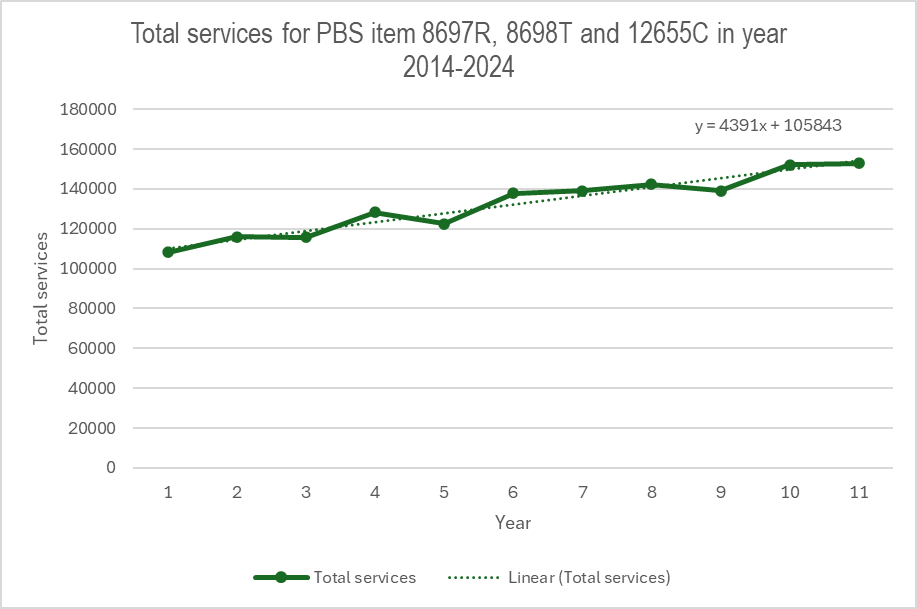 Total services for PBS item 8697R, 8698T and 12655C in year
2014-2024
y = 4391x + 105843
180000
160000
140000
120000
100000
80000
60000
40000
20000
0
Total services
1 2 3 4 5 6 7 8 9 10 11
Year
Total services Linear (Total services)